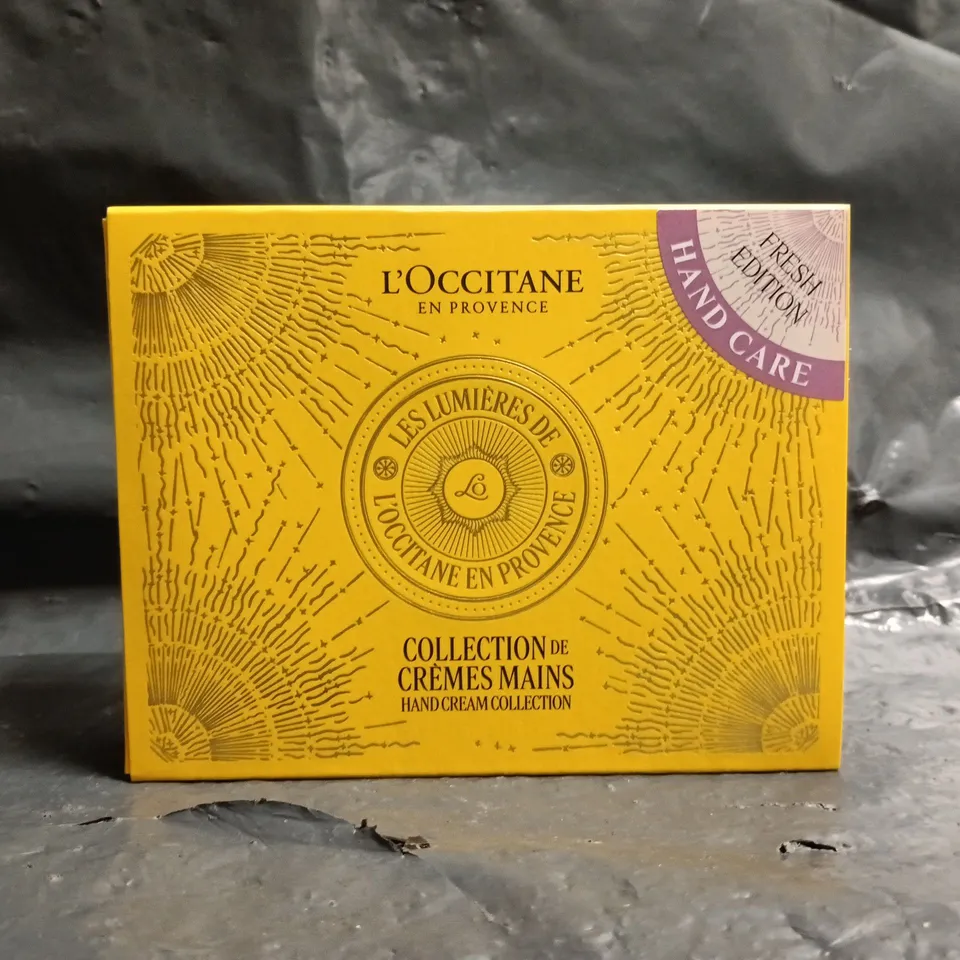 L'OCCITANE
EN PROVENCE
FRESH
EDITION
HAND CARE
LES LUMIÈRES DE
L'OCCITANE EN PROVENCE
LO
COLLECTION DE
CRÈMES MAINS
HAND CREAM COLLECTION